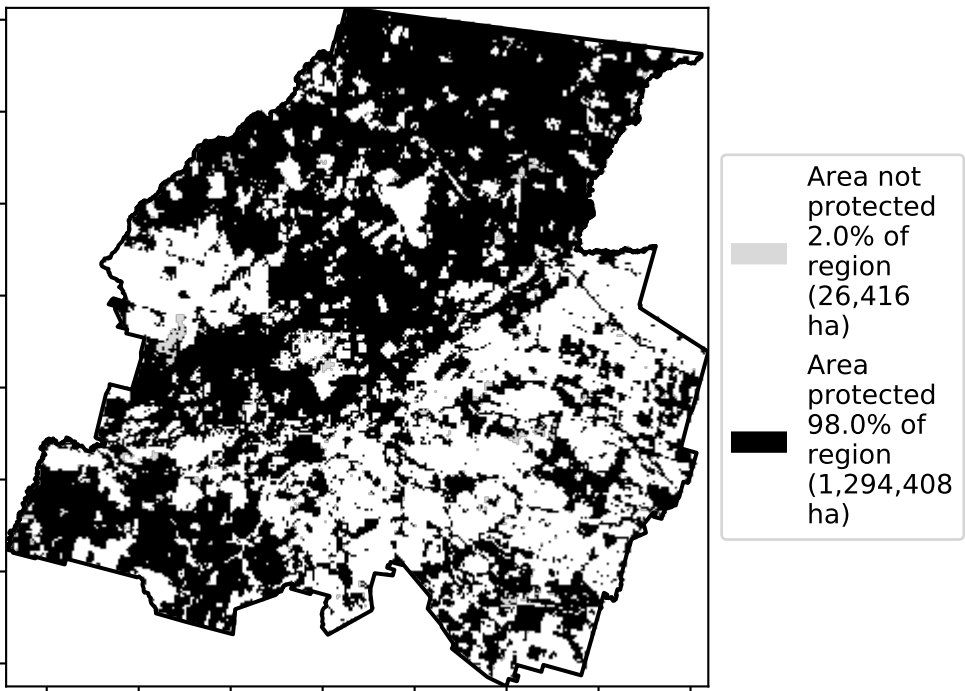 Area not
protected
2.0% of
region
(26,416
ha)
Area
protected
98.0% of
region
(1,294,408
ha)